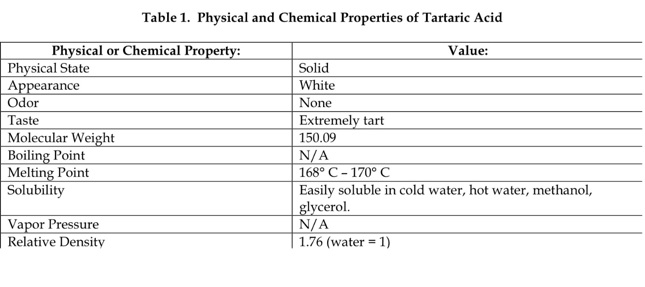 Table 1.  Physical and Chemical Properties of Tartaric Acid
Physical or Chemical Property: Value:
Physical State Solid
Appearance White
Odor None
Taste Extremely tart
Molecular Weight 150.09
Boiling Point N/A
Melting Point 168° C – 170° C
Solubility Easily soluble in cold water, hot water, methanol,
glycerol.
Vapor Pressure N/A
Relative Density 1.76 (water = 1)